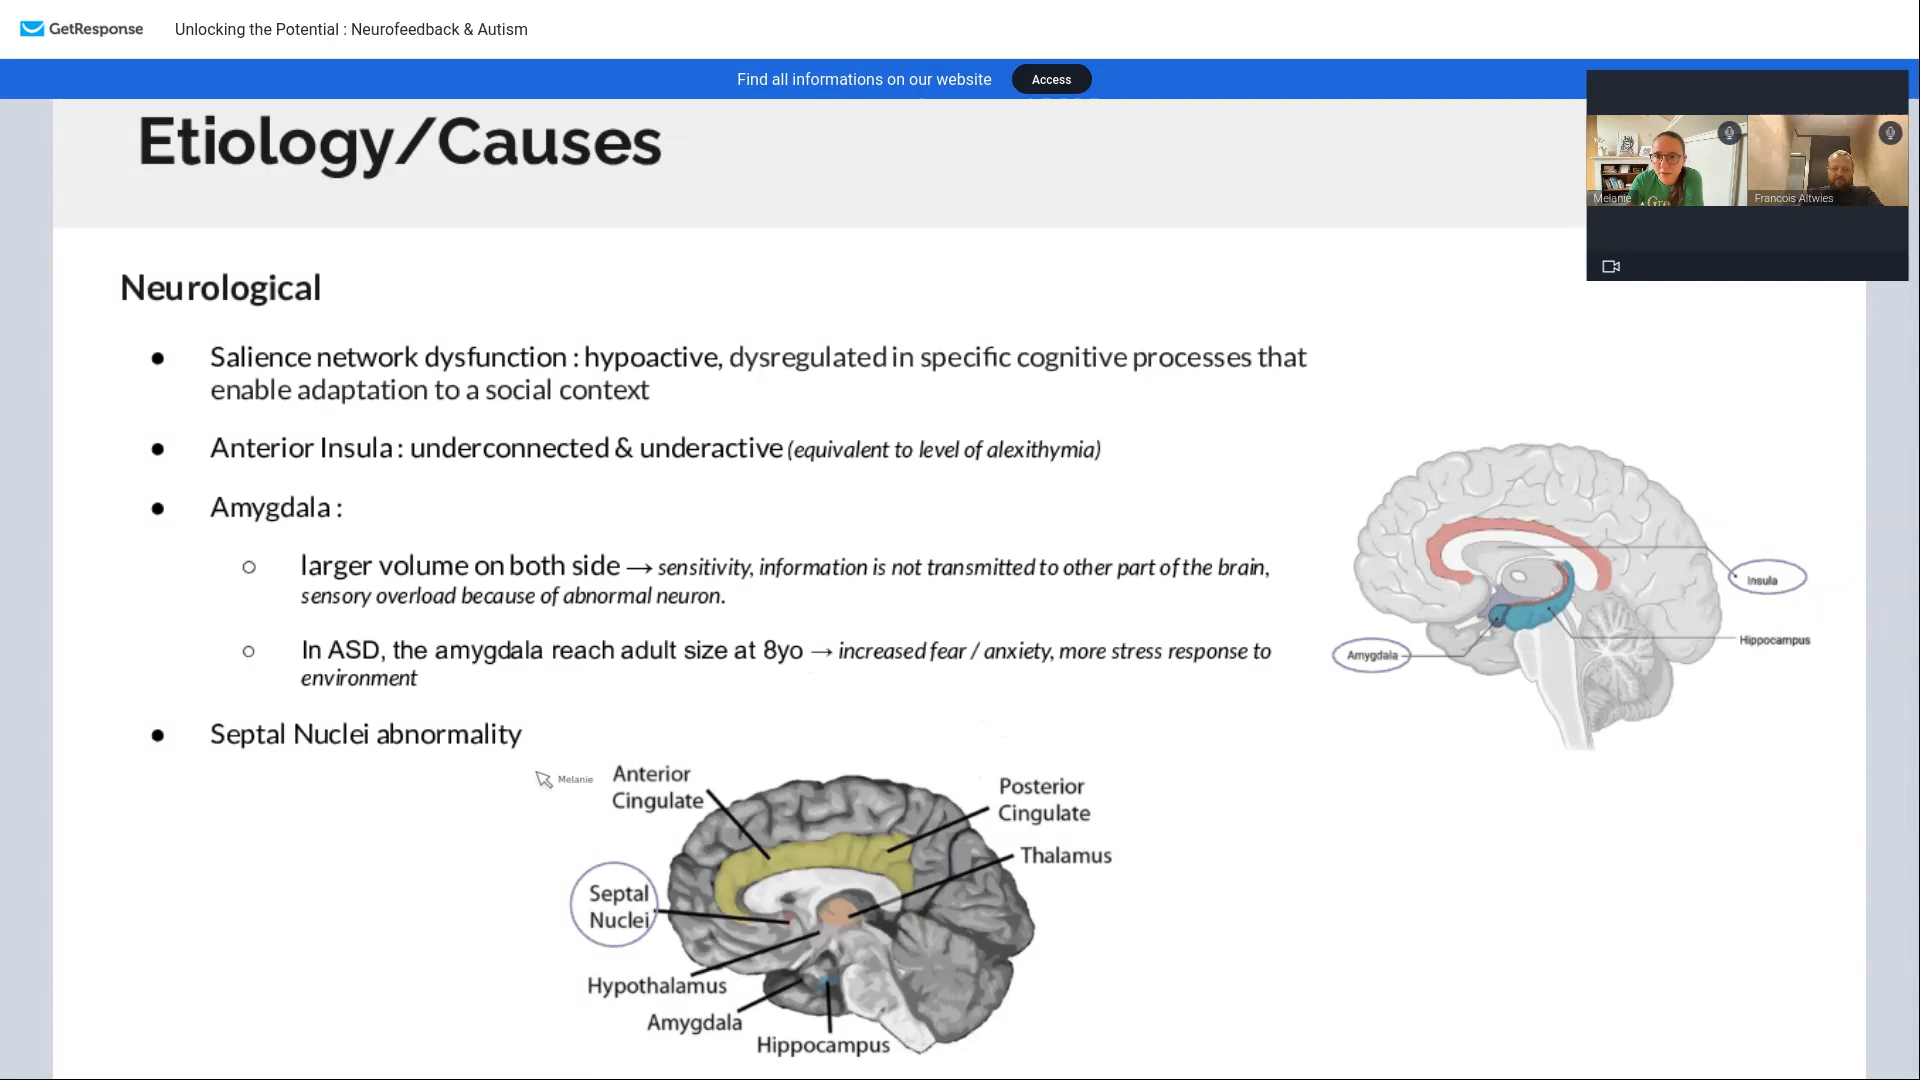 GetResponse
Unlocking the Potential : Neurofeedback & Autism
Find all informations on our website
Access
Melanie
Francois Altwies
Etiology/Causes
Neurological
● Salience network dysfunction : hypoactive, dysregulated in specific cognitive processes that
enable adaptation to a social context
● Anterior Insula : underconnected & underactive (equivalent to level of alexithymia)
● Amygdala :
○ larger volume on both side → sensitivity, information is not transmitted to other part of the brain,
sensory overload because of abnormal neuron.
○ In ASD, the amygdala reach adult size at 8yo → increased fear / anxiety, more stress response to
environment
● Septal Nuclei abnormality
Insula
Hippocampus
Amygdala
Melanie
Anterior
Cingulate
Posterior
Cingulate
Thalamus
Septal
Nuclei
Hypothalamus
Amygdala
Hippocampus